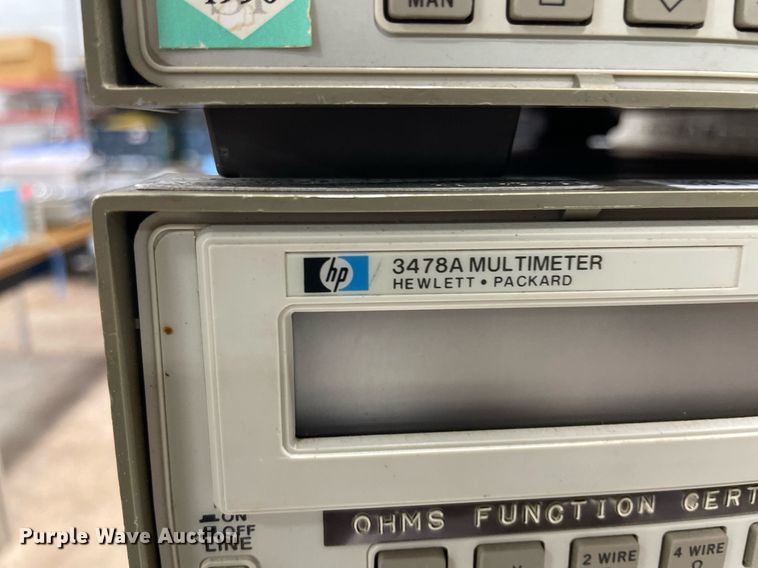 MAN
hp
3478A MULTIMETER
HEWLETT • PACKARD
OHMS FUNCTION CERT
ON
OFF
LINE
2 WIRE
4 WIRE
Ω
Purple Wave Auction